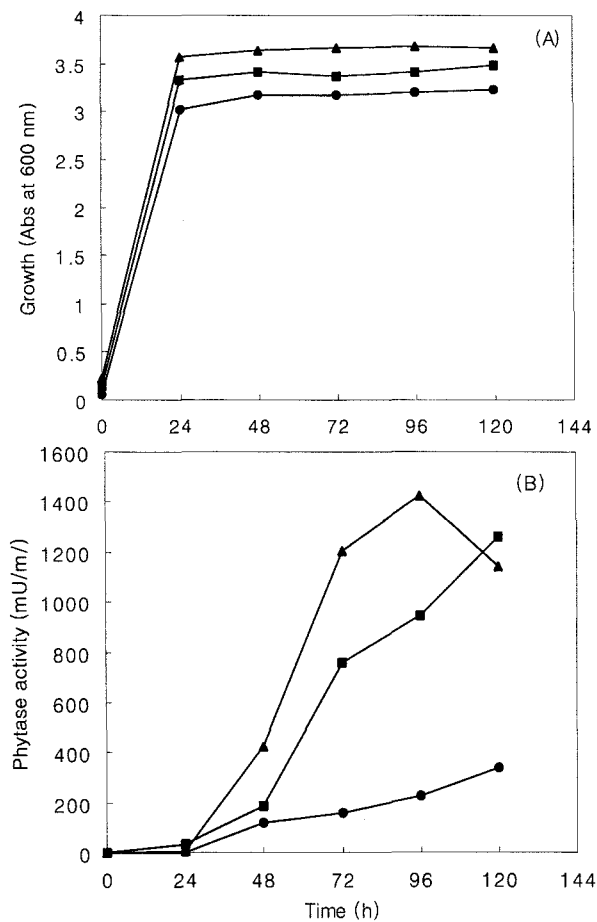 (A)
Growth (Abs at 600 nm)
4
3.5
3
2.5
2
1.5
1
0.5
0
0 24 48 72 96 120 144
(B)
Phytase activity (mU/m/)
1600
1400
1200
1000
800
600
400
200
0
0 24 48 72 96 120 144
Time (h)